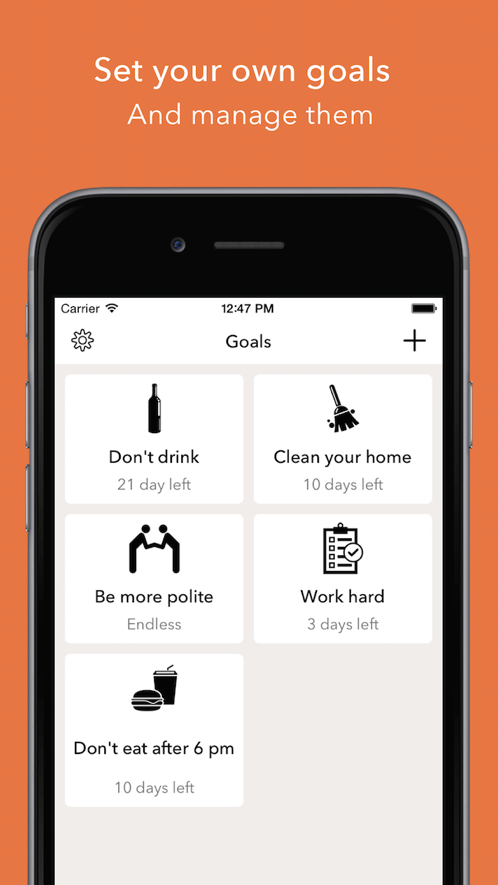 Set your own goals
And manage them
Carrier 12:47 PM
Goals
Don't drink
21 day left
Clean your home
10 days left
Be more polite
Endless
Work hard
3 days left
Don't eat after 6 pm
10 days left